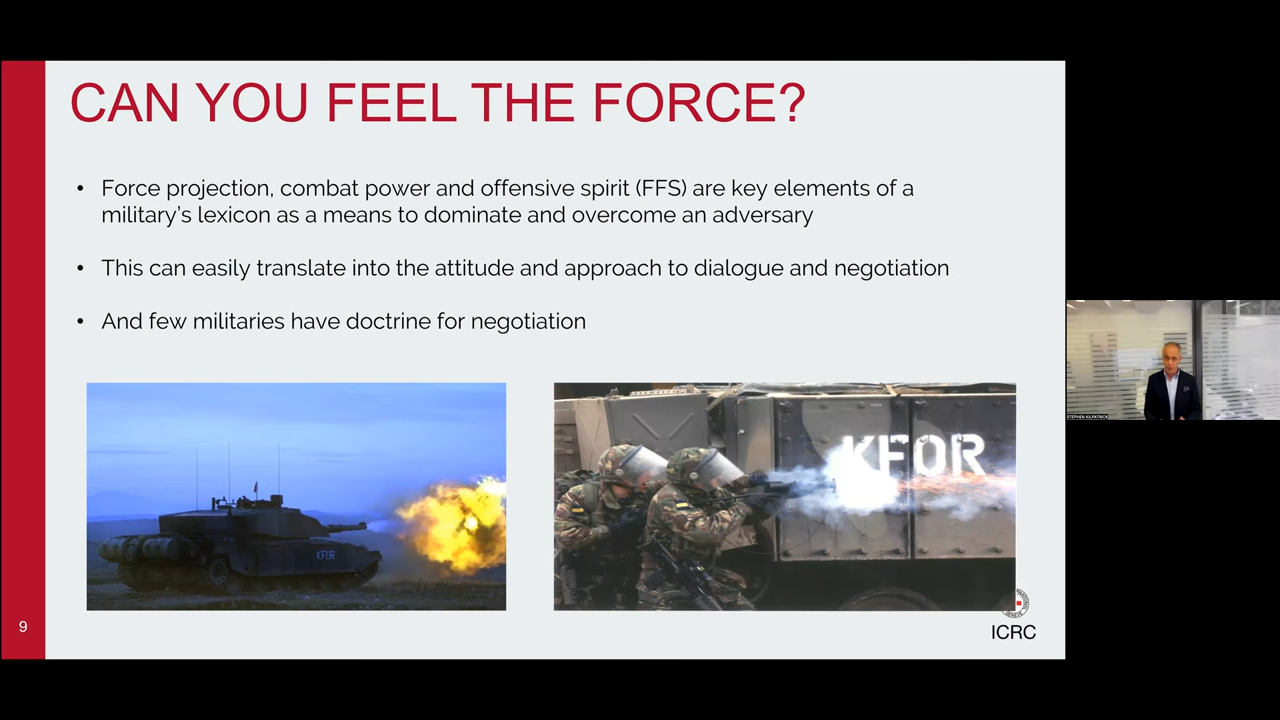 CAN YOU FEEL THE FORCE?
• Force projection, combat power and offensive spirit (FFS) are key elements of a
military's lexicon as a means to dominate and overcome an adversary
• This can easily translate into the attitude and approach to dialogue and negotiation
• And few militaries have doctrine for negotiation
KFOR
KFOR
9
ICRC
STEPHEN KILPATRICK